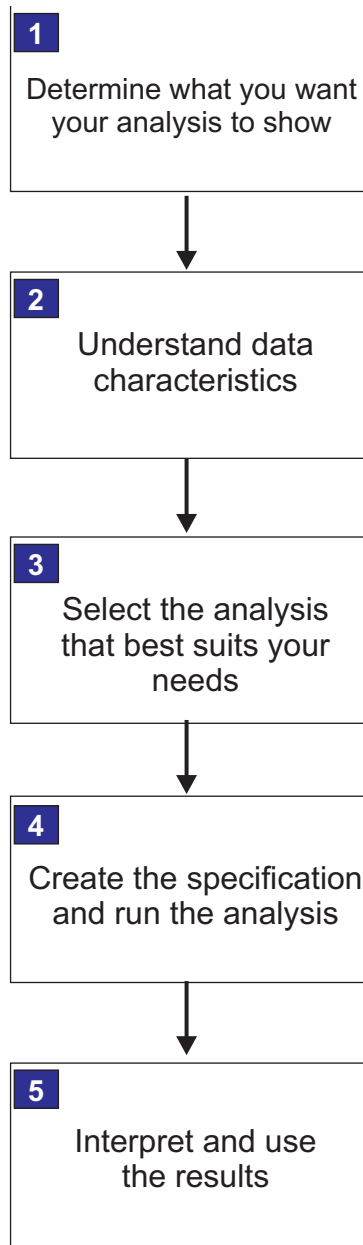 1
Determine what you want
your analysis to show
2
Understand data
characteristics
3
Select the analysis
that best suits your
needs
4
Create the specification
and run the analysis
5
Interpret and use
the results